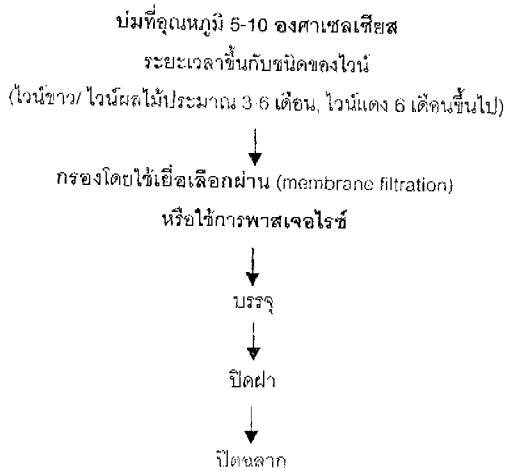 บ่มที่อุณหภูมิ 5-10 องศาเซลเซียส
ระยะเวลาขึ้นกับชนิดของไวน์
(ไวน์ขาว/ ไวน์ผลไม้ประมาณ 3-6 เดือน, ไวน์แดง 6 เดือนขึ้นไป)
กรองโดยใช้เยื่อเลือกผ่าน (membrane filtration)
หรือใช้การพาสเจอไรซ์
บรรจุ
ปิดฝา
ปิดฉลาก